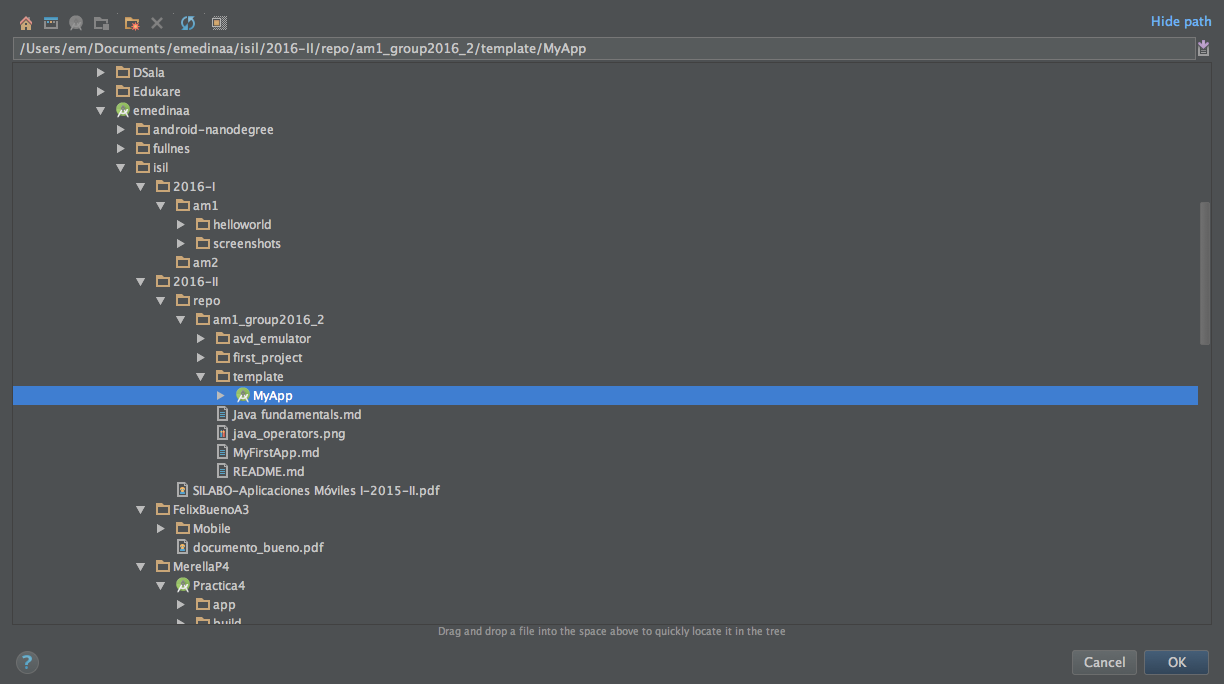 Hide path
/Users/em/Documents/emedinaa/isil/2016-II/repo/am1_group2016_2/template/MyApp
DSala
Edukare
emedinaa
android-nanodegree
fullnes
isil
2016-I
am1
helloworld
screenshots
am2
2016-II
repo
am1_group2016_2
avd_emulator
first_project
template
MyApp
Java fundamentals.md
java_operators.png
MyFirstApp.md
README.md
SILABO-Aplicaciones Móviles I-2015-II.pdf
FelixBuenoA3
Mobile
documento_bueno.pdf
MerellaP4
Practica4
app
build
Drag and drop a file into the space above to quickly locate it in the tree
?
Cancel
OK